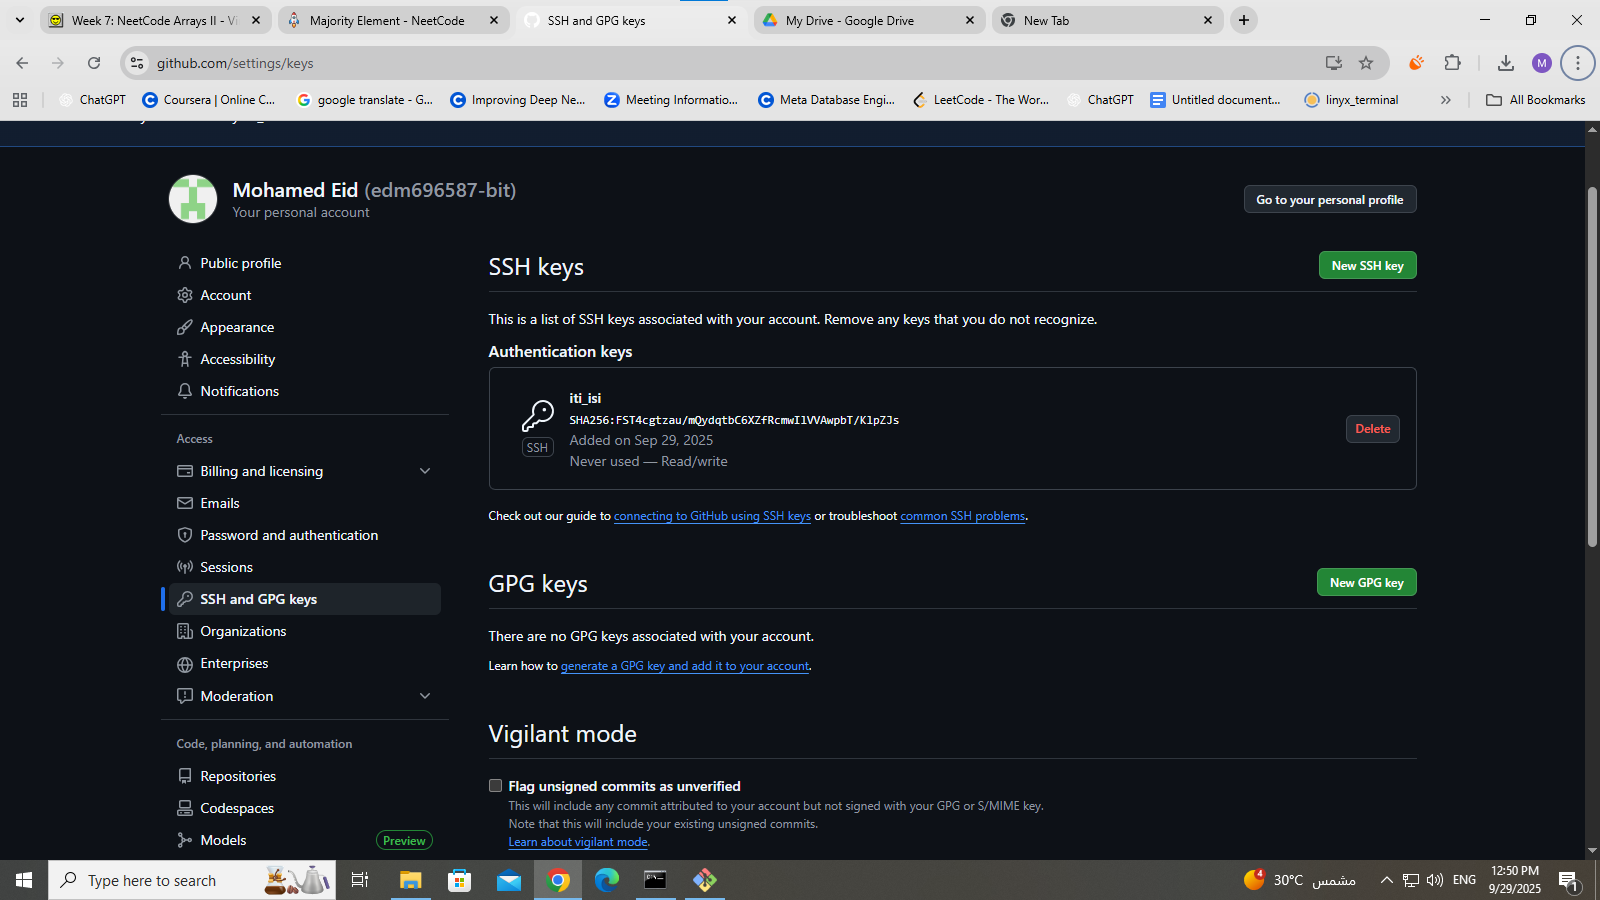 Week 7: NeetCode Arrays II - Vi
Majority Element - NeetCode
SSH and GPG keys
My Drive - Google Drive
New Tab
github.com/settings/keys
M
ChatGPT
Coursera | Online C...
google translate - G...
Improving Deep Ne...
Meeting Informatio...
Meta Database Engi...
LeetCode - The Wor...
ChatGPT
Untitled document...
linyx_terminal
All Bookmarks
Mohamed Eid (edm696587-bit)
Your personal account
Go to your personal profile
Public profile
Account
Appearance
Accessibility
Notifications
Access
Billing and licensing
Emails
Password and authentication
Sessions
SSH and GPG keys
Organizations
Enterprises
Moderation
Code, planning, and automation
Repositories
Codespaces
Models
Preview
SSH keys
New SSH key
This is a list of SSH keys associated with your account. Remove any keys that you do not recognize.
Authentication keys
iti_isi
SHA256:FST4cgtzau/mQydqtbC6XZfRcmwIlVVAwpbT/KlpZJs
Added on Sep 29, 2025
Never used — Read/write
SSH
Delete
Check out our guide to connecting to GitHub using SSH keys or troubleshoot common SSH problems.
GPG keys
New GPG key
There are no GPG keys associated with your account.
Learn how to generate a GPG key and add it to your account.
Vigilant mode
Flag unsigned commits as unverified
This will include any commit attributed to your account but not signed with your GPG or S/MIME key.
Note that this will include your existing unsigned commits.
Learn about vigilant mode.
Type here to search
4
30°C مشمس
ENG
12:50 PM
9/29/2025
1